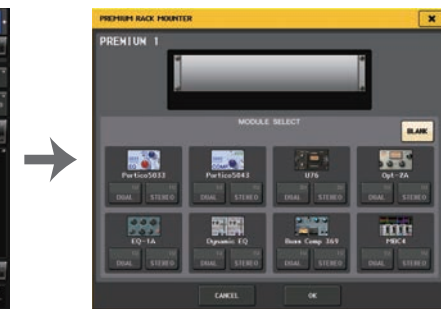 PREMIUM RACK MOUNTER
PREMIUM 1
MODULE SELECT
BLANK
Portico5033 Portico5043 U76 Opt-2A
DUAL STEREO DUAL STEREO DUAL STEREO DUAL STEREO
EQ-1A Dynamic EQ Buss Comp 369 MBC4
DUAL STEREO DUAL STEREO DUAL STEREO DUAL STEREO
CANCEL OK